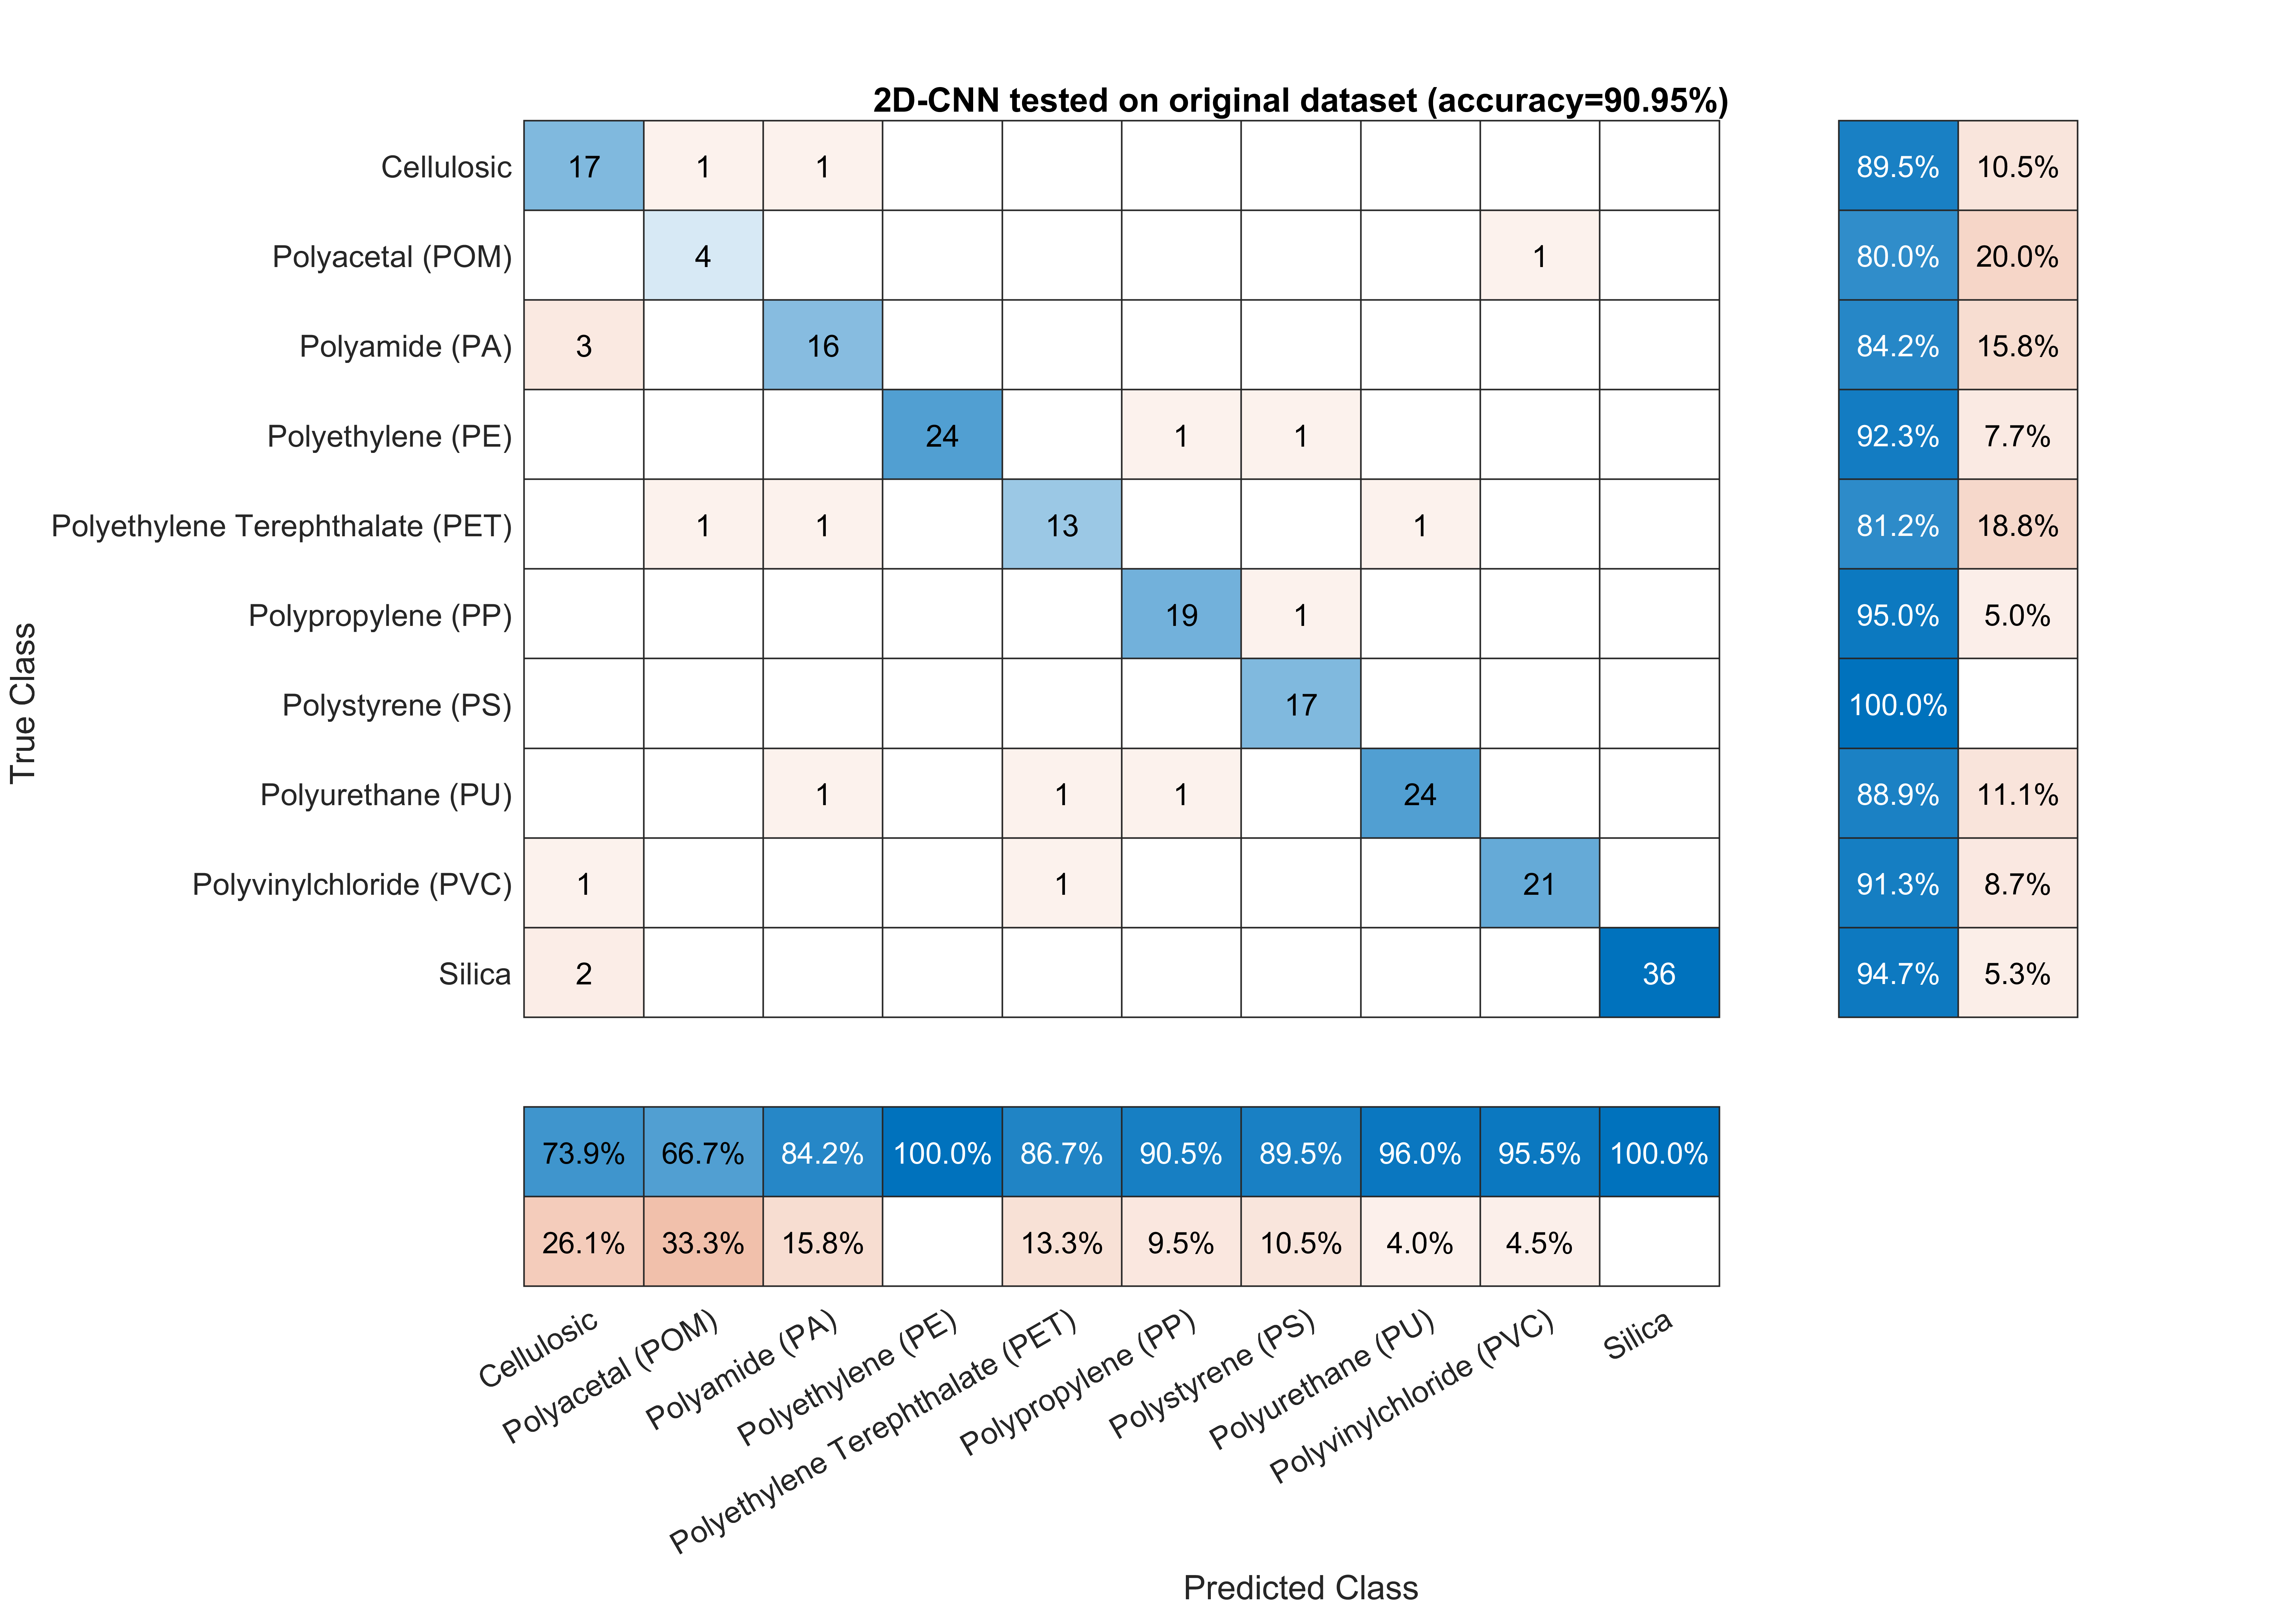 2D-CNN tested on original dataset (accuracy=90.95%)
Cellulosic 17 1 1 89.5% 10.5%
Polyacetal (POM) 4 1 80.0% 20.0%
Polyamide (PA) 3 16 84.2% 15.8%
Polyethylene (PE) 24 1 1 92.3% 7.7%
Polyethylene Terephthalate (PET) 1 1 13 1 81.2% 18.8%
Polypropylene (PP) 19 1 95.0% 5.0%
Polystyrene (PS) 17 100.0%
Polyurethane (PU) 1 1 1 24 88.9% 11.1%
Polyvinylchloride (PVC) 1 1 21 91.3% 8.7%
Silica 2 36 94.7% 5.3%
True Class
73.9% 66.7% 84.2% 100.0% 86.7% 90.5% 89.5% 96.0% 95.5% 100.0%
26.1% 33.3% 15.8% 13.3% 9.5% 10.5% 4.0% 4.5%
Cellulosic
Polyacetal (POM)
Polyamide (PA)
Polyethylene (PE)
Polyethylene Terephthalate (PET)
Polypropylene (PP)
Polystyrene (PS)
Polyurethane (PU)
Polyvinylchloride (PVC)
Silica
Predicted Class